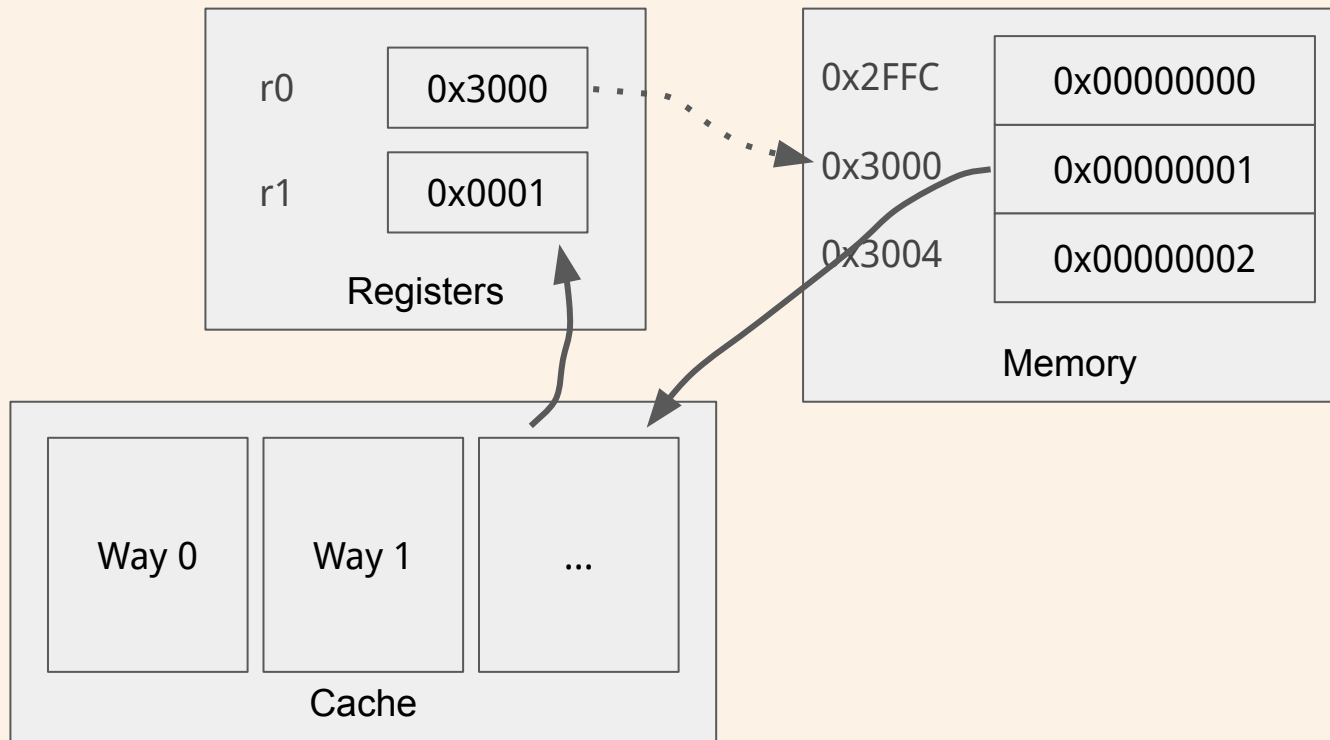 r0 0x3000
r1 0x0001
Registers
0x2FFC 0x00000000
0x3000 0x00000001
0x3004 0x00000002
Memory
Way 0 Way 1 ...
Cache